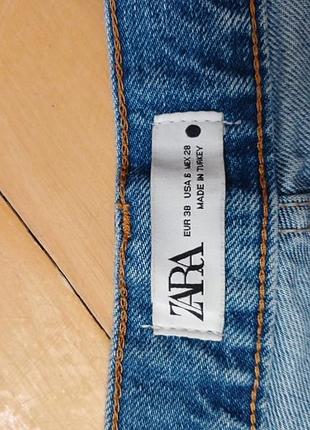 ZARA
EUR 38 USA 6 MEX 28
MADE IN TURKEY